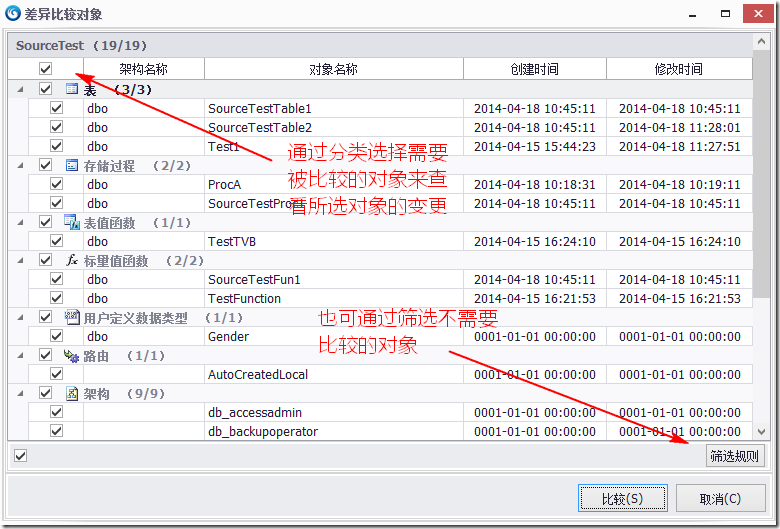 差异比较对象
SourceTest (19/19)
架构名称 对象名称 创建时间 修改时间
表 (3/3)
dbo SourceTestTable1 2014-04-18 10:45:11 2014-04-18 10:45:11
dbo SourceTestTable2 2014-04-18 10:45:11 2014-04-18 11:28:01
dbo Test1 2014-04-15 15:44:23 2014-04-18 11:27:51
通过分类选择需要
被比较的对象来查
看所选对象的变更
存储过程 (2/2)
dbo ProcA 2014-04-18 10:18:31 2014-04-18 10:19:11
dbo SourceTestPro 2014-04-18 10:45:11 2014-04-18 10:45:11
表值函数 (1/1)
dbo TestTVB 2014-04-15 16:24:10 2014-04-15 16:24:10
fx 标量值函数 (2/2)
dbo SourceTestFun1 2014-04-18 10:45:11 2014-04-18 10:45:11
dbo TestFunction 2014-04-15 16:21:53 2014-04-15 16:21:53
用户定义数据类型 (1/1)
也可通过筛选不需要
比较的对象
dbo Gender 0001-01-01 00:00:00 0001-01-01 00:00:00
路由 (1/1)
AutoCreatedLocal 0001-01-01 00:00:00 0001-01-01 00:00:00
架构 (9/9)
db_accessadmin 0001-01-01 00:00:00 0001-01-01 00:00:00
db_backupoperator 0001-01-01 00:00:00 0001-01-01 00:00:00
筛选规则
比较(S) 取消(C)